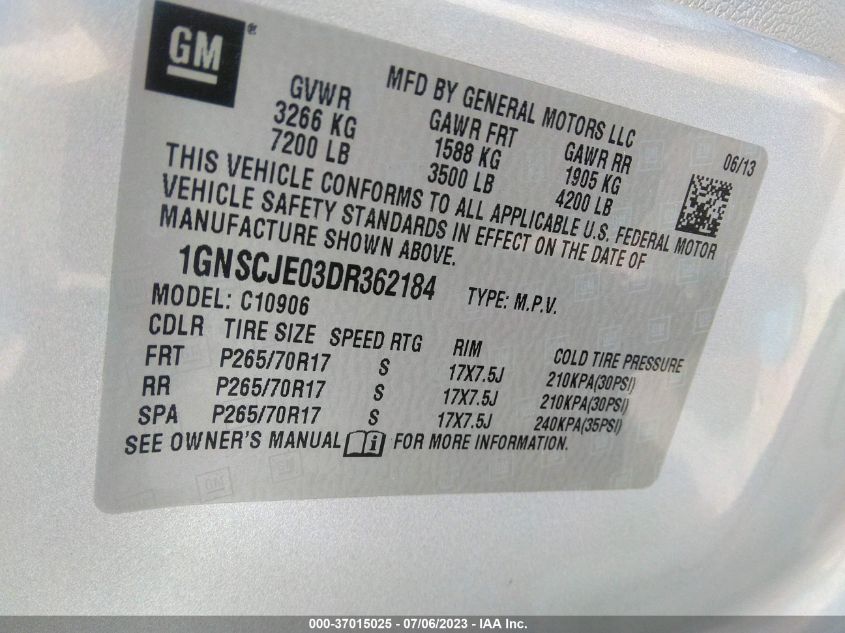 GM®
MFD BY GENERAL MOTORS LLC
06/13
GVWR GAWR FRT GAWR RR
3266 KG 1588 KG 1905 KG
7200 LB 3500 LB 4200 LB
THIS VEHICLE CONFORMS TO ALL APPLICABLE U.S. FEDERAL MOTOR
VEHICLE SAFETY STANDARDS IN EFFECT ON THE DATE OF
MANUFACTURE SHOWN ABOVE.
1GNSCJE03DR362184 TYPE: M.P.V.
MODEL: C10906
CDLR TIRE SIZE SPEED RTG RIM COLD TIRE PRESSURE
FRT P265/70R17 S 17X7.5J 210KPA(30PSI)
RR P265/70R17 S 17X7.5J 210KPA(30PSI)
SPA P265/70R17 S 17X7.5J 240KPA(35PSI)
SEE OWNER'S MANUAL FOR MORE INFORMATION.
000-37015025 - 07/06/2023 - IAA Inc.